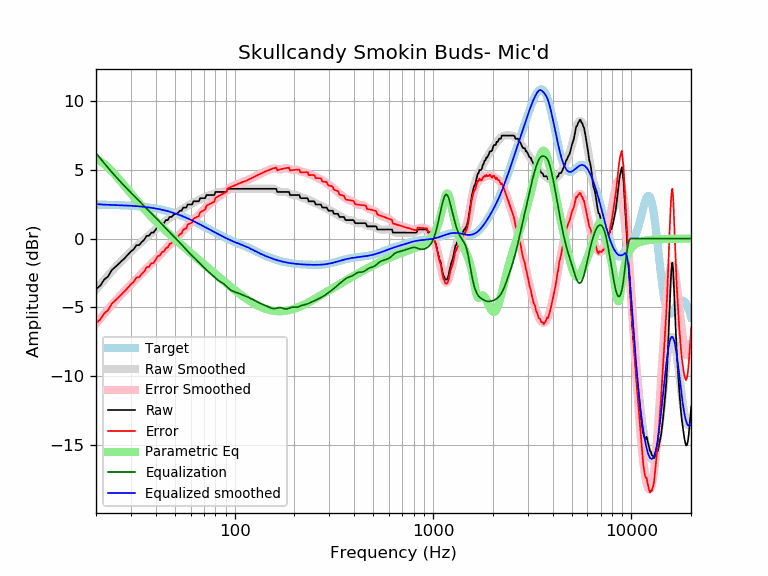 Skullcandy Smokin Buds- Mic'd
10
5
0
−5
−10
−15
Amplitude (dBr)
Target
Raw Smoothed
Error Smoothed
Raw
Error
Parametric Eq
Equalization
Equalized smoothed
100
1000
10000
Frequency (Hz)